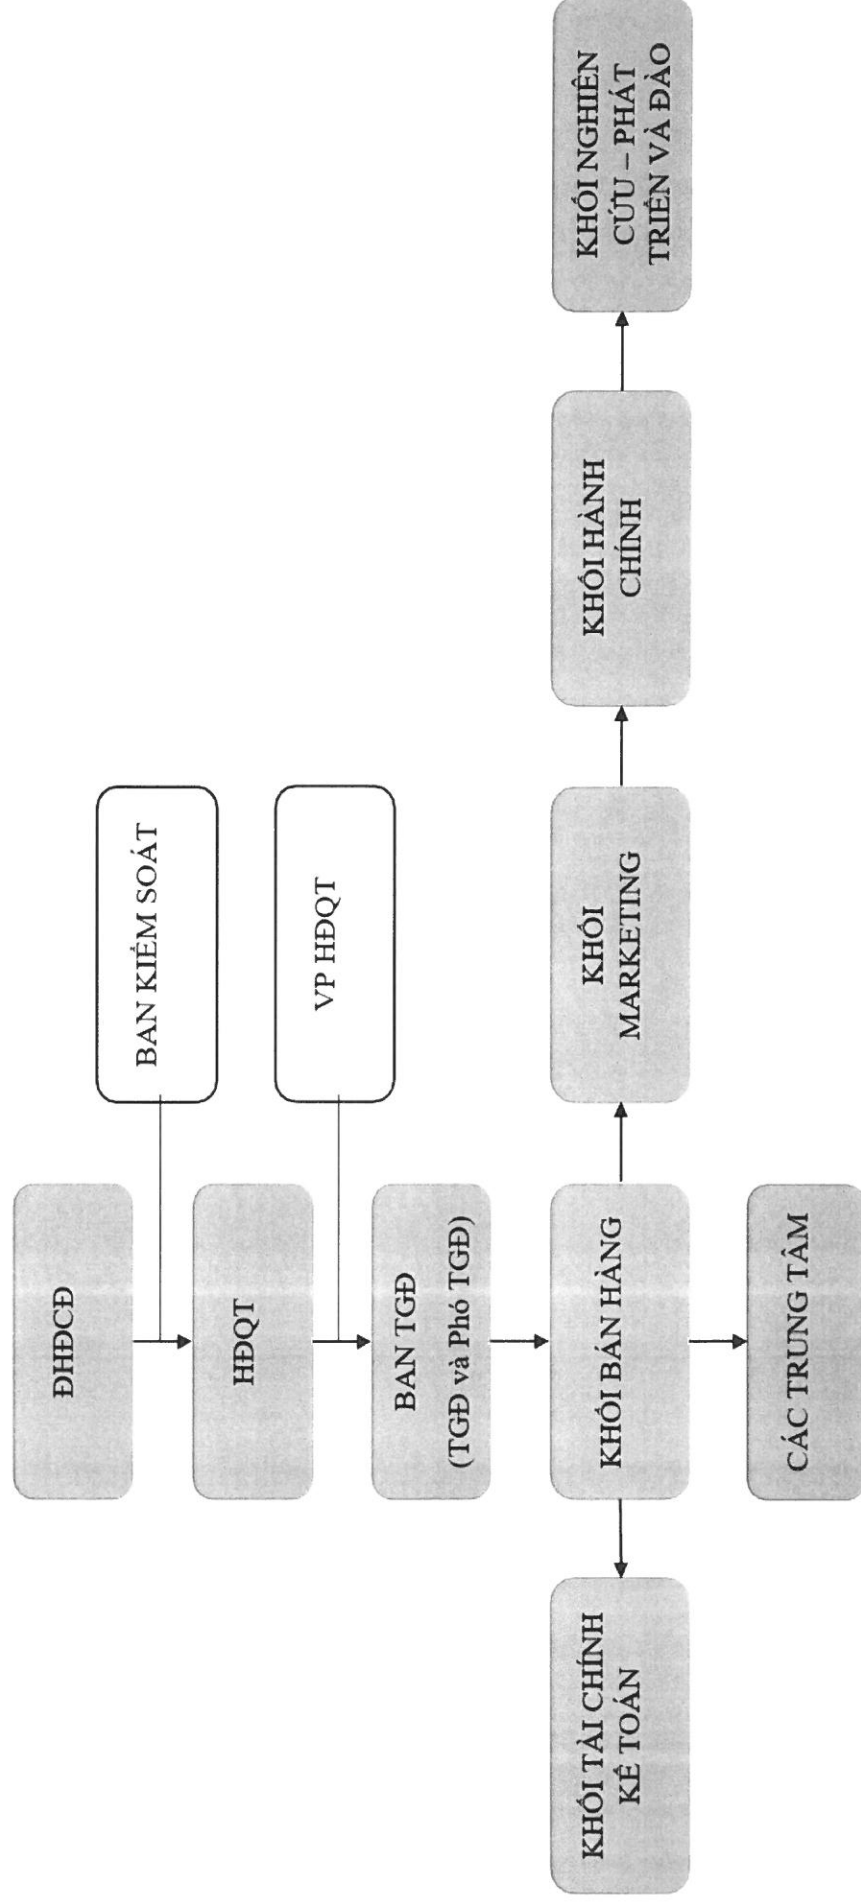 ĐHĐCĐ
BAN KIỂM SOÁT
HĐQT
VP HĐQT
BAN TGĐ
(TGĐ và Phó TGĐ)
KHỐI TÀI CHÍNH
KẾ TOÁN
KHỐI BÁN HÀNG
KHỐI
MARKETING
KHỐI HÀNH
CHÍNH
KHỐI NGHIÊN
CỨU – PHÁT
TRIỂN VÀ ĐÀO
CÁC TRUNG TÂM